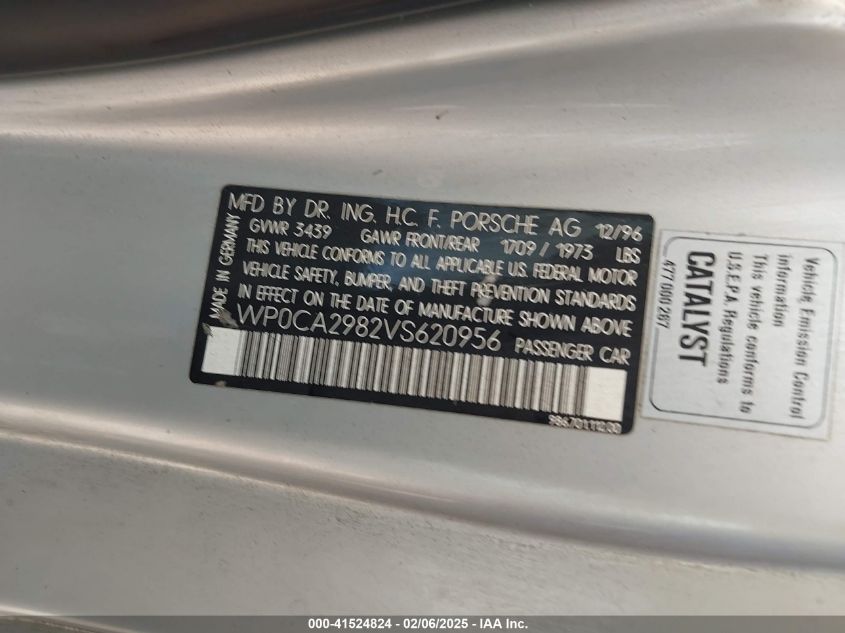 MFD BY DR. ING. H.C. F. PORSCHE AG 12/96
GVWR 3439 GAWR FRONT/REAR 1709 / 1973 LBS
THIS VEHICLE CONFORMS TO ALL APPLICABLE U.S. FEDERAL MOTOR
VEHICLE SAFETY, BUMPER, AND THEFT PREVENTION STANDARDS
IN EFFECT ON THE DATE OF MANUFACTURE SHOWN ABOVE
WP0CA2982VS620956 PASSENGER CAR
MADE IN GERMANY
Vehicle Emission Control
information
This vehicle conforms to
U.S.E.P.A. Regulations
CATALYST
477 000 287
000-41524824 | 02/06/2025 - IAA Inc.